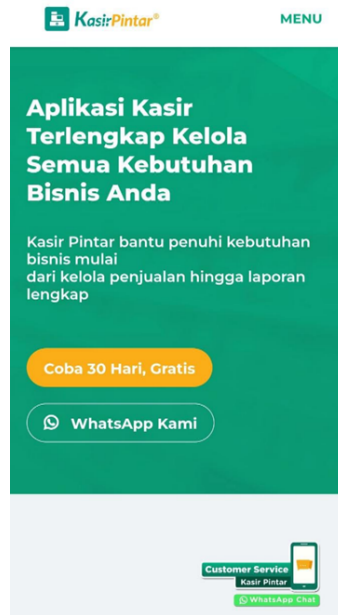 KasirPintar®
MENU
Aplikasi Kasir
Terlengkap Kelola
Semua Kebutuhan
Bisnis Anda
Kasir Pintar bantu penuhi kebutuhan
bisnis mulai
dari kelola penjualan hingga laporan
lengkap
Coba 30 Hari, Gratis
WhatsApp Kami
Customer Service
Kasir Pintar
WhatsApp Chat